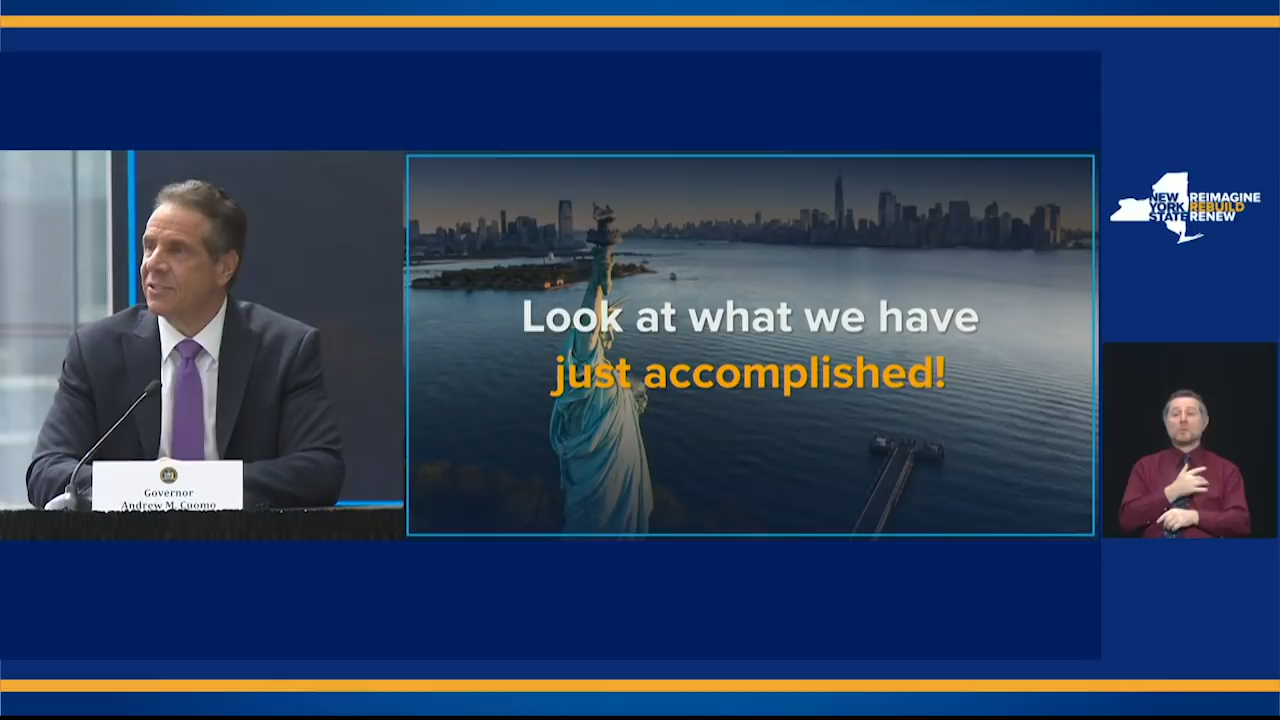 Governor
Andrew M. Cuomo
Look at what we have
just accomplished!
NEW
YORK
STATE
REIMAGINE
REBUILD
RENEW